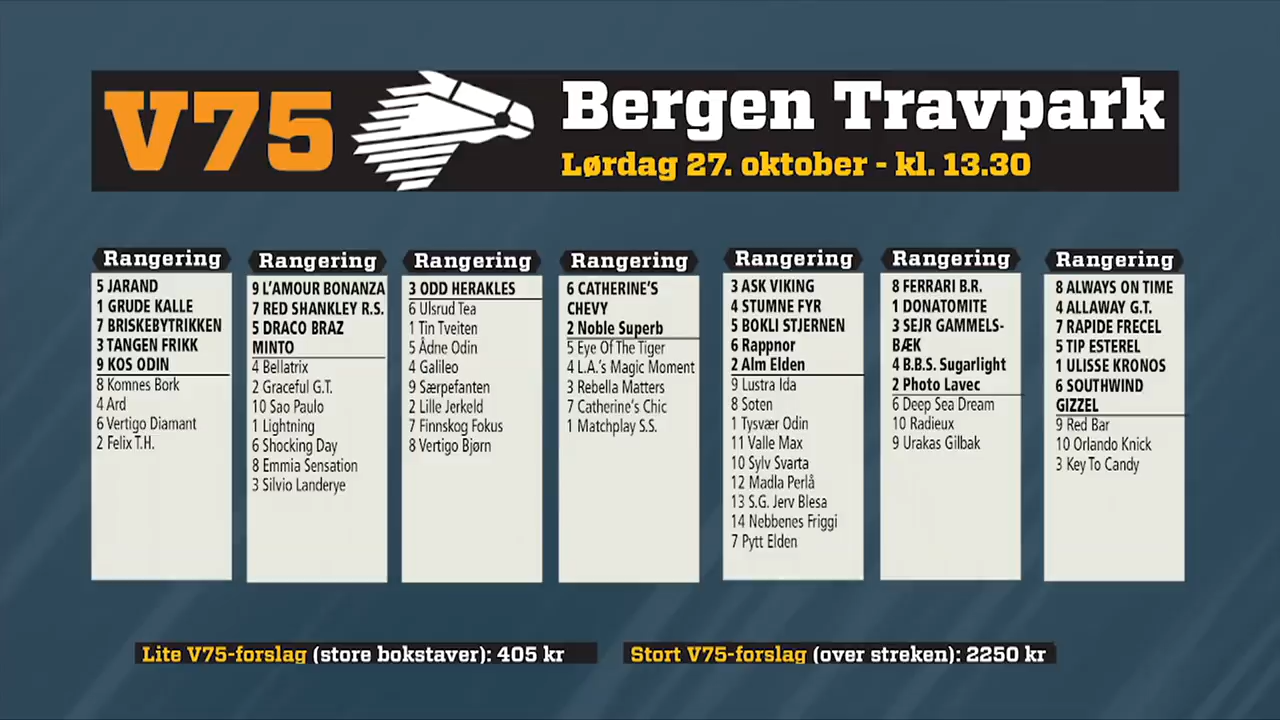 V75
Bergen Travpark
Lørdag 27. oktober - kl. 13.30
Rangering
5 JARAND
1 GRUDE KALLE
7 BRISKEBYTRIKKEN
3 TANGEN FRIKK
9 KOS ODIN
8 Komnes Bork
4 Ard
6 Vertigo Diamant
2 Felix T.H.
Rangering
9 L'AMOUR BONANZA
7 RED SHANKLEY R.S.
5 DRACO BRAZ
MINTO
4 Bellatrix
2 Graceful G.T.
10 Sao Paulo
1 Lightning
6 Shocking Day
8 Emmia Sensation
3 Silvio Landerye
Rangering
3 ODD HERAKLES
6 Ulsrud Tea
1 Tin Tveiten
5 Ådne Odin
4 Galileo
9 Særpefanten
2 Lille Jerkeld
7 Finnskog Fokus
8 Vertigo Bjørn
Rangering
6 CATHERINE'S
CHEVY
2 Noble Superb
5 Eye Of The Tiger
4 L.A.'s Magic Moment
3 Rebella Matters
7 Catherine's Chic
1 Matchplay S.S.
Rangering
3 ASK VIKING
4 STUMNE FYR
5 BOKLI STJERNEN
6 Rappnor
2 Alm Elden
9 Lustra Ida
8 Soten
1 Tysvær Odin
11 Valle Max
10 Sylv Svarta
12 Madla Perlå
13 S.G. Jerv Blesa
14 Nebbenes Friggi
7 Pytt Elden
Rangering
8 FERRARI B.R.
1 DONATOMITE
3 SEJR GAMMELS-
BÆK
4 B.B.S. Sugarlight
2 Photo Lavec
6 Deep Sea Dream
10 Radieux
9 Urakas Gilbak
Rangering
8 ALWAYS ON TIME
4 ALLAWAY G.T.
7 RAPIDE FRECEL
5 TIP ESTEREL
1 ULISSE KRONOS
6 SOUTHWIND
GIZZEL
9 Red Bar
10 Orlando Knick
3 Key To Candy
Lite V75-forslag (store bokstaver): 405 kr
Stort V75-forslag (over streken): 2250 kr